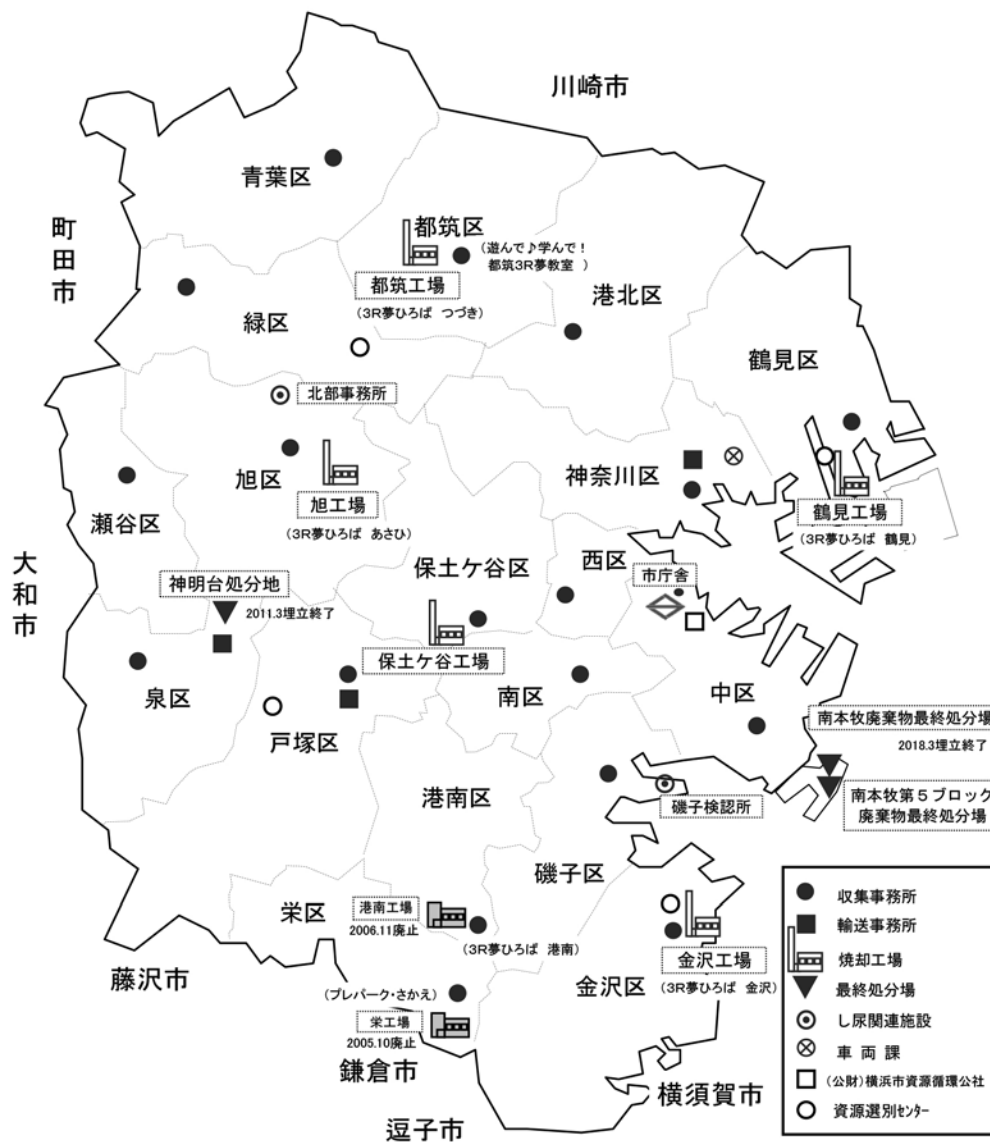 川崎市
青葉区
町田市
都筑区
(遊んで♪学んで！
都筑3R夢教室 )
都筑工場
(3R夢ひろば つづき)
港北区
緑区
鶴見区
北部事務所
旭区
神奈川区
瀬谷区
旭工場
(3R夢ひろば あさひ)
鶴見工場
(3R夢ひろば 鶴見)
大和市
保土ケ谷区
西区
市庁舎
神明台処分地
2011.3埋立終了
保土ケ谷工場
泉区
南区
中区
戸塚区
南本牧廃棄物最終処分場
2018.3埋立終了
南本牧第５ブロック
廃棄物最終処分場
港南区
磯子検認所
磯子区
栄区
港南工場
2006.11廃止
(3R夢ひろば 港南)
金沢工場
(3R夢ひろば 金沢)
金沢区
藤沢市
(プレパーク・さかえ)
栄工場
2005.10廃止
鎌倉市
逗子市
横須賀市
収集事務所
輸送事務所
焼却工場
最終処分場
し尿関連施設
車 両 課
(公財)横浜市資源循環公社
資源選別センター